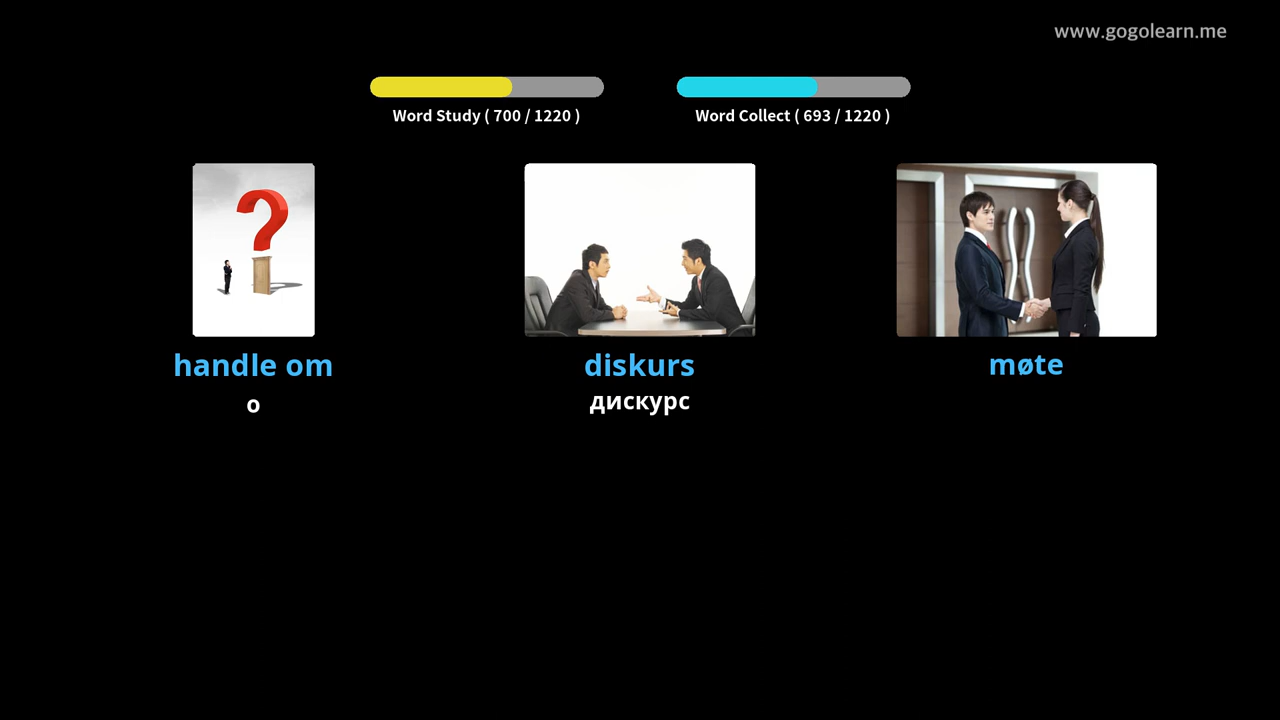 www.gogolearn.me
Word Study ( 700 / 1220 )
Word Collect ( 693 / 1220 )
handle om
о
diskurs
дискурс
møte